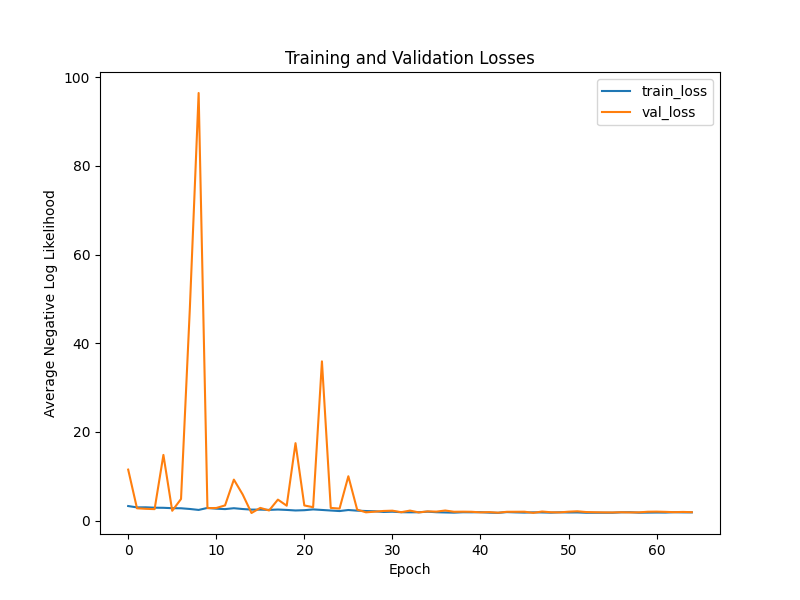 Training and Validation Losses
train_loss
val_loss
100
80
60
40
20
0
Average Negative Log Likelihood
0 10 20 30 40 50 60
Epoch